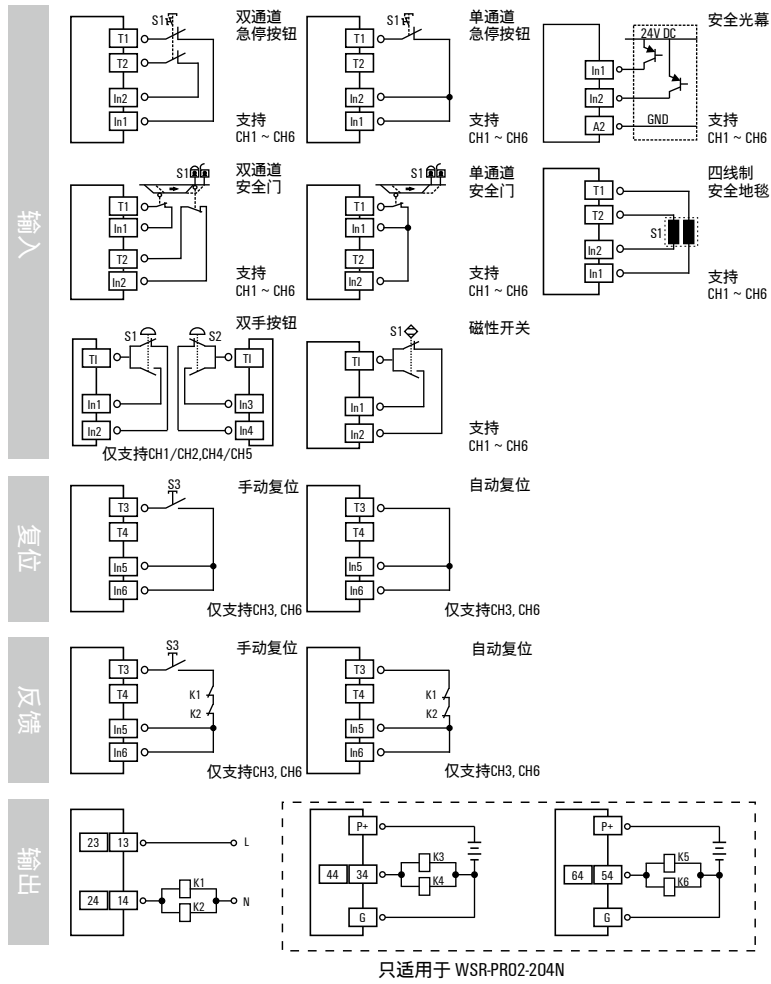 输入
S1
双通道
急停按钮
T1
T2
In2
In1
支持
CH1 ~ CH6
S1
单通道
急停按钮
T1
T2
In2
In1
支持
CH1 ~ CH6
安全光幕
24V DC
In1
In2
A2
GND
支持
CH1 ~ CH6
S1
双通道
安全门
T1
In1
T2
In2
支持
CH1 ~ CH6
S1
单通道
安全门
T1
In1
T2
In2
支持
CH1 ~ CH6
四线制
安全地毯
T1
T2
S1
In2
In1
支持
CH1 ~ CH6
双手按钮
S1
S2
TI
TI
In1
In3
In2
In4
仅支持CH1/CH2,CH4/CH5
S1
磁性开关
TI
In1
In2
支持
CH1 ~ CH6
复位
S3
手动复位
T3
T4
In5
In6
仅支持CH3, CH6
自动复位
T3
T4
In5
In6
仅支持CH3, CH6
反馈
S3
手动复位
T3
T4
K1
K2
In5
In6
仅支持CH3, CH6
自动复位
T3
T4
K1
K2
In5
In6
仅支持CH3, CH6
输出
23 13
L
24 14
K1
K2
N
P+
44 34
K3
K4
G
P+
64 54
K5
K6
G
只适用于 WSR-PRO2-204N